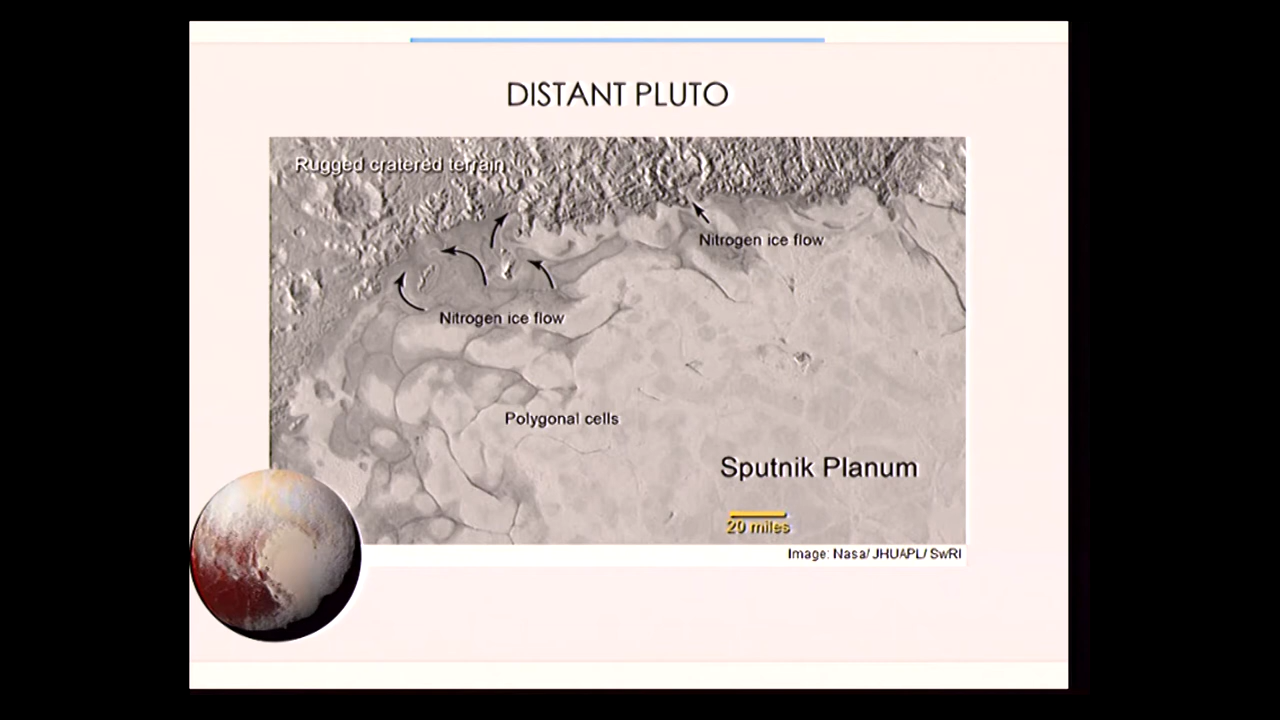 DISTANT PLUTO
Rugged cratered terrain
Nitrogen ice flow
Nitrogen ice flow
Polygonal cells
Sputnik Planum
20 miles
Image: Nasa/ JHUAPL/ SwRI